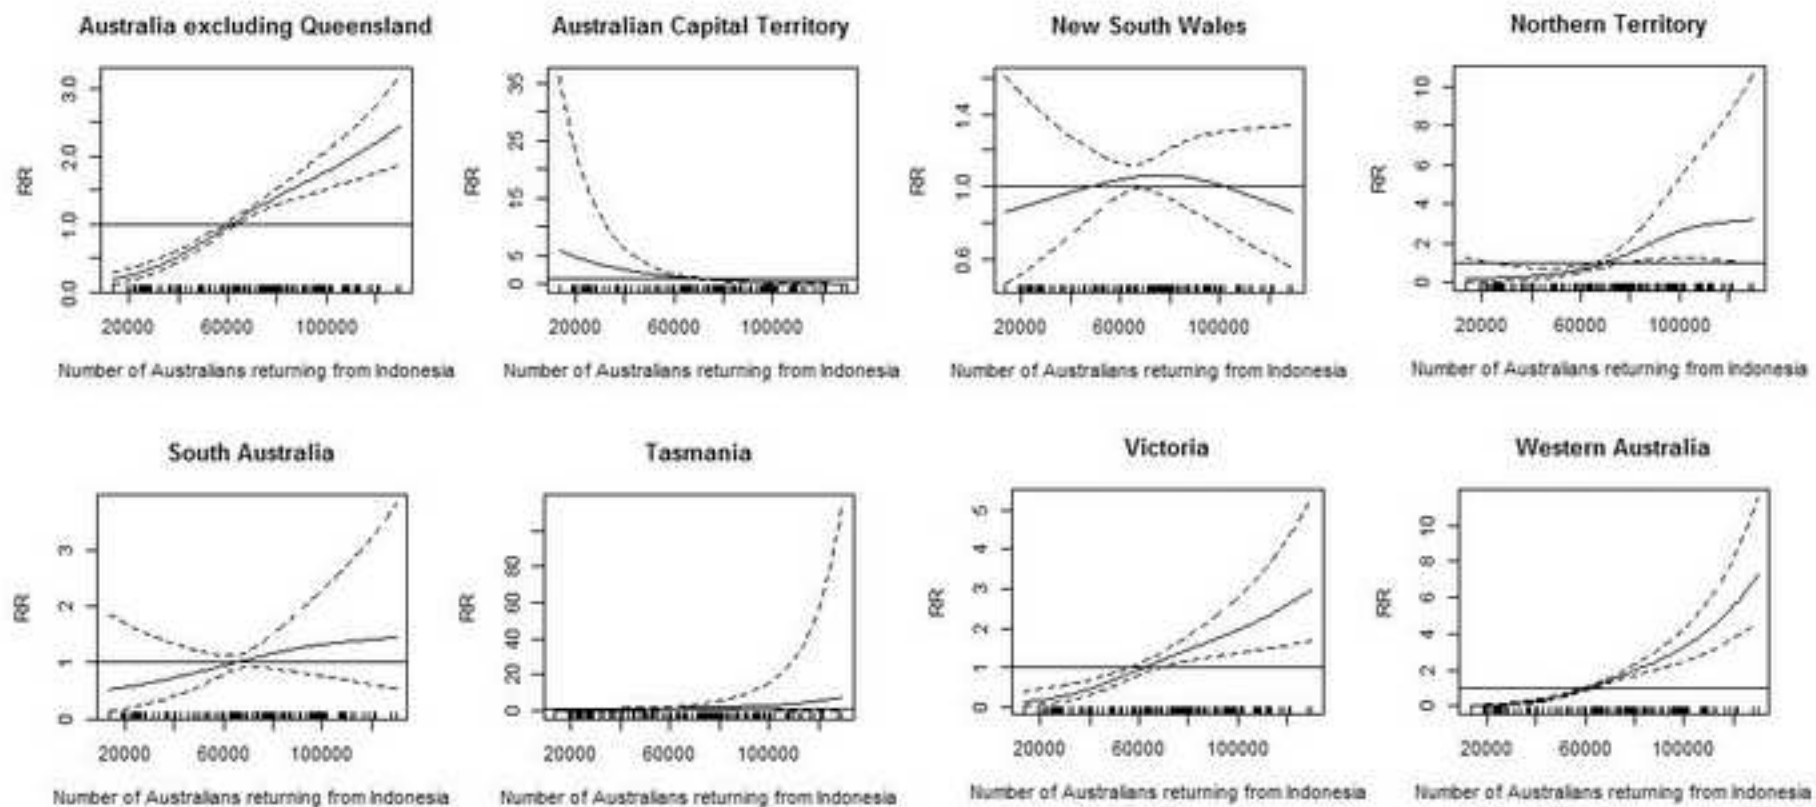 Australia excluding Queensland
RR
3.0
2.0
1.0
0.0
20000 60000 100000
Number of Australians returning from Indonesia
Australian Capital Territory
RR
35
25
15
5
0
20000 60000 100000
Number of Australians returning from Indonesia
New South Wales
RR
1.4
1.0
0.6
20000 60000 100000
Number of Australians returning from Indonesia
Northern Territory
RR
10
8
6
4
2
0
20000 60000 100000
Number of Australians returning from Indonesia
South Australia
RR
3
2
1
0
20000 60000 100000
Number of Australians returning from Indonesia
Tasmania
RR
80
60
40
20
0
20000 60000 100000
Number of Australians returning from Indonesia
Victoria
RR
5
4
3
2
1
0
20000 60000 100000
Number of Australians returning from Indonesia
Western Australia
RR
10
8
6
4
2
0
20000 60000 100000
Number of Australians returning from Indonesia